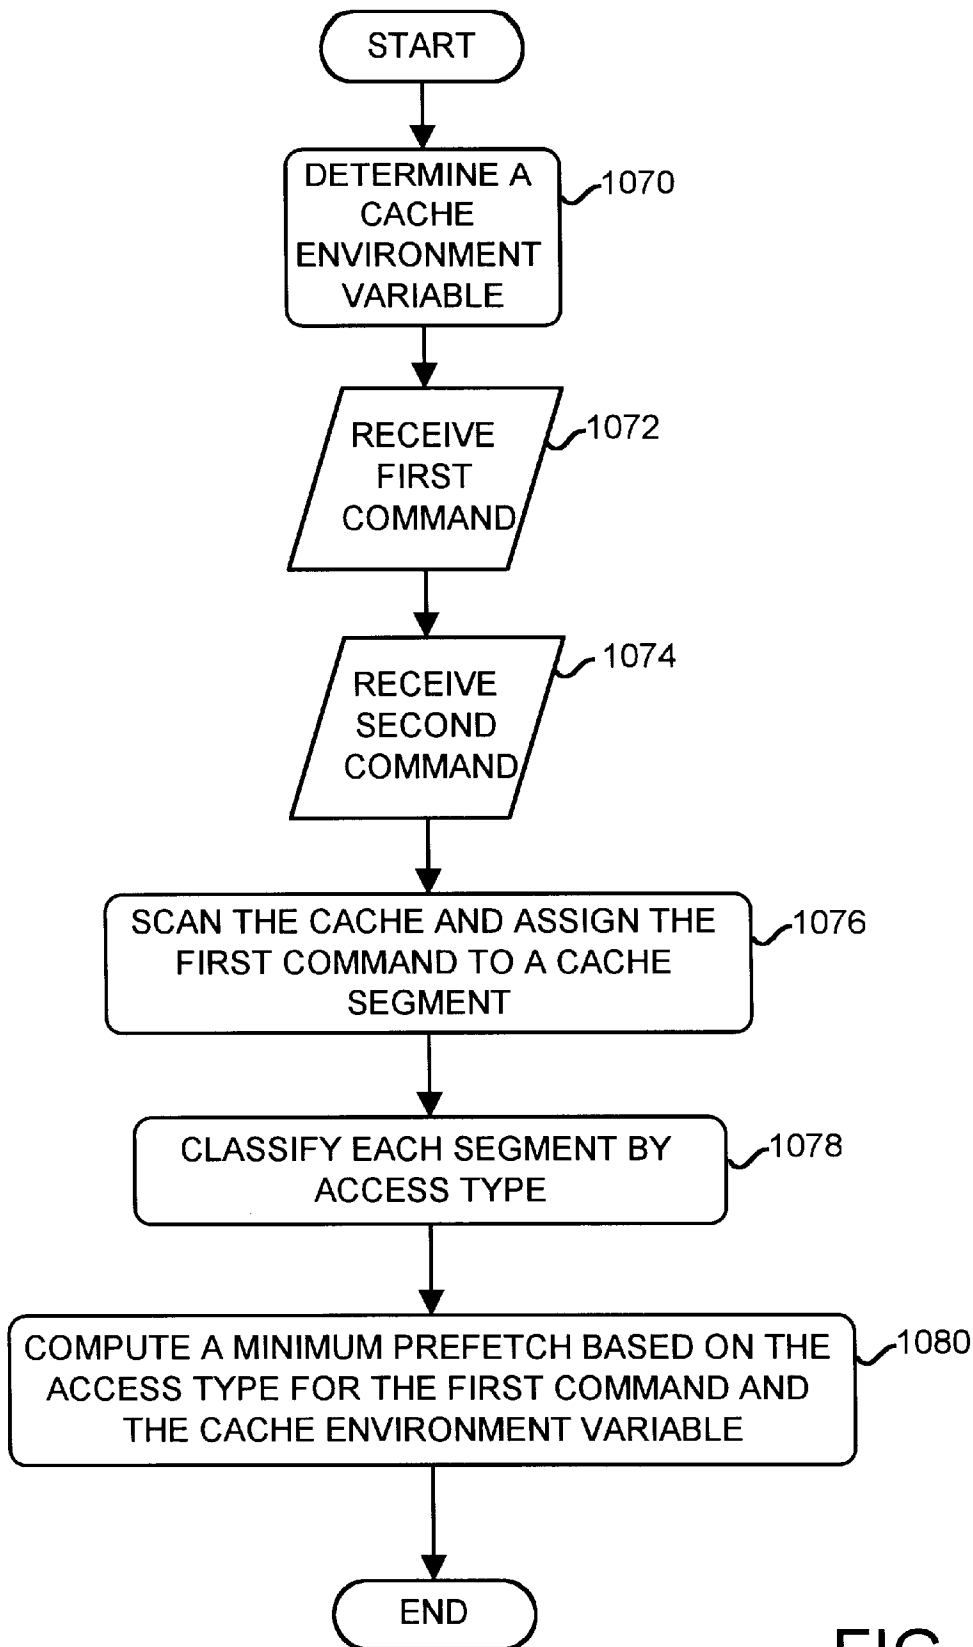 START
DETERMINE A
CACHE
ENVIRONMENT
VARIABLE
1070
RECEIVE
FIRST
COMMAND
1072
RECEIVE
SECOND
COMMAND
1074
SCAN THE CACHE AND ASSIGN THE
FIRST COMMAND TO A CACHE
SEGMENT
1076
CLASSIFY EACH SEGMENT BY
ACCESS TYPE
1078
COMPUTE A MINIMUM PREFETCH BASED ON THE
ACCESS TYPE FOR THE FIRST COMMAND AND
THE CACHE ENVIRONMENT VARIABLE
1080
END
FIG